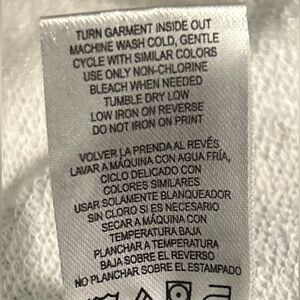 TURN GARMENT INSIDE OUT
MACHINE WASH COLD, GENTLE
CYCLE WITH SIMILAR COLORS
USE ONLY NON-CHLORINE
BLEACH WHEN NEEDED
TUMBLE DRY LOW
LOW IRON ON REVERSE
DO NOT IRON ON PRINT
VOLVER LA PRENDA AL REVÉS
LAVAR A MÁQUINA CON AGUA FRÍA,
CICLO DELICADO CON
COLORES SIMILARES
USAR SOLAMENTE BLANQUEADOR
SIN CLORO SI ES NECESARIO
SECAR A MÁQUINA CON
TEMPERATURA BAJA
PLANCHAR A TEMPERATURA
BAJA SOBRE EL REVERSO
NO PLANCHAR SOBRE EL ESTAMPADO